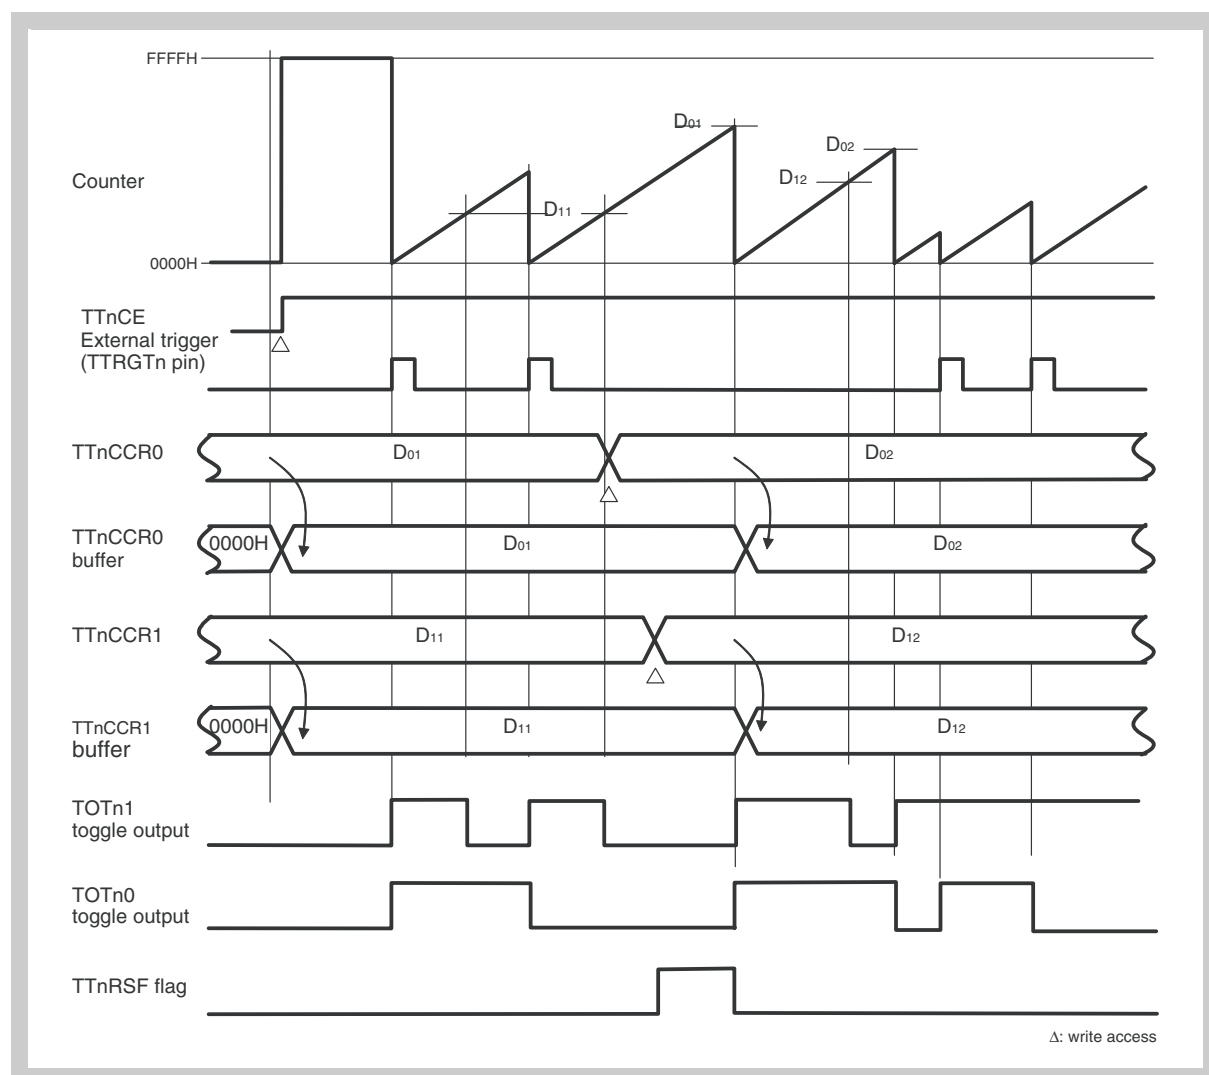 FFFFH
D01
D02
D12
Counter
D11
0000H
TTnCE
External trigger
(TTRGTn pin)
TTnCCR0
D01
D02
TTnCCR0
buffer
0000H
D01
D02
TTnCCR1
D11
D12
TTnCCR1
buffer
0000H
D11
D12
TOTn1
toggle output
TOTn0
toggle output
TTnRSF flag
Δ: write access